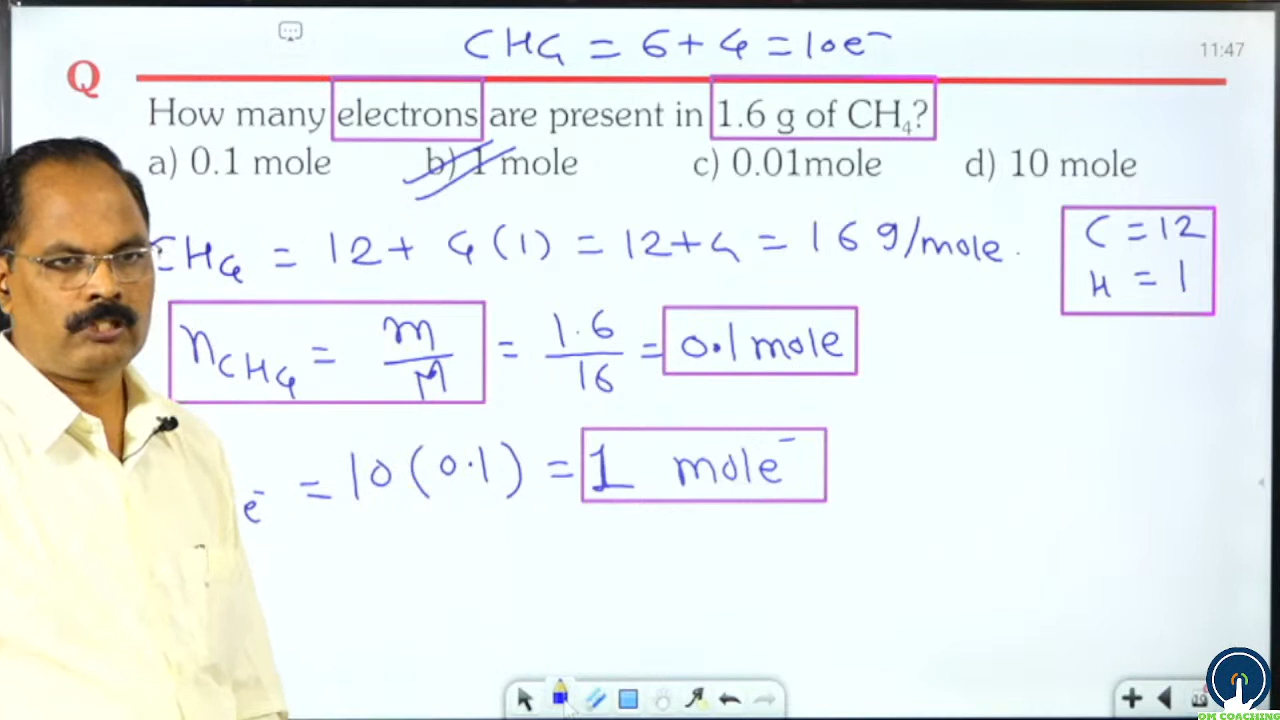 CH4 = 6 + 4 = 10e⁻
11:47
Q
How many electrons are present in 1.6 g of CH₄?
a) 0.1 mole b) 1 mole c) 0.01mole d) 10 mole
CH4 = 12 + 4(1) = 12+4 = 16 g/mole.
C = 12
H = 1
nCH4 = m/M = 1.6/16 = 0.1 mole
e⁻ = 10(0.1) = 1 mole⁻
OM COACHING